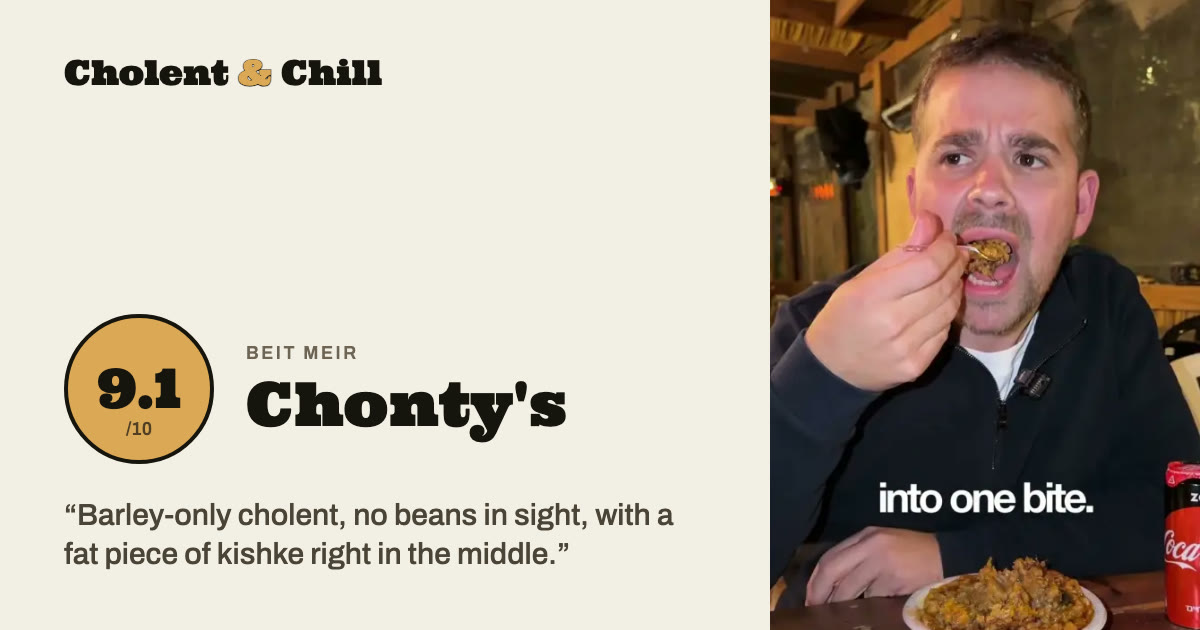 Cholent & Chill
9.1
/10
BEIT MEIR
Chonty's
“Barley-only cholent, no beans in sight, with a
fat piece of kishke right in the middle.”
into one bite.